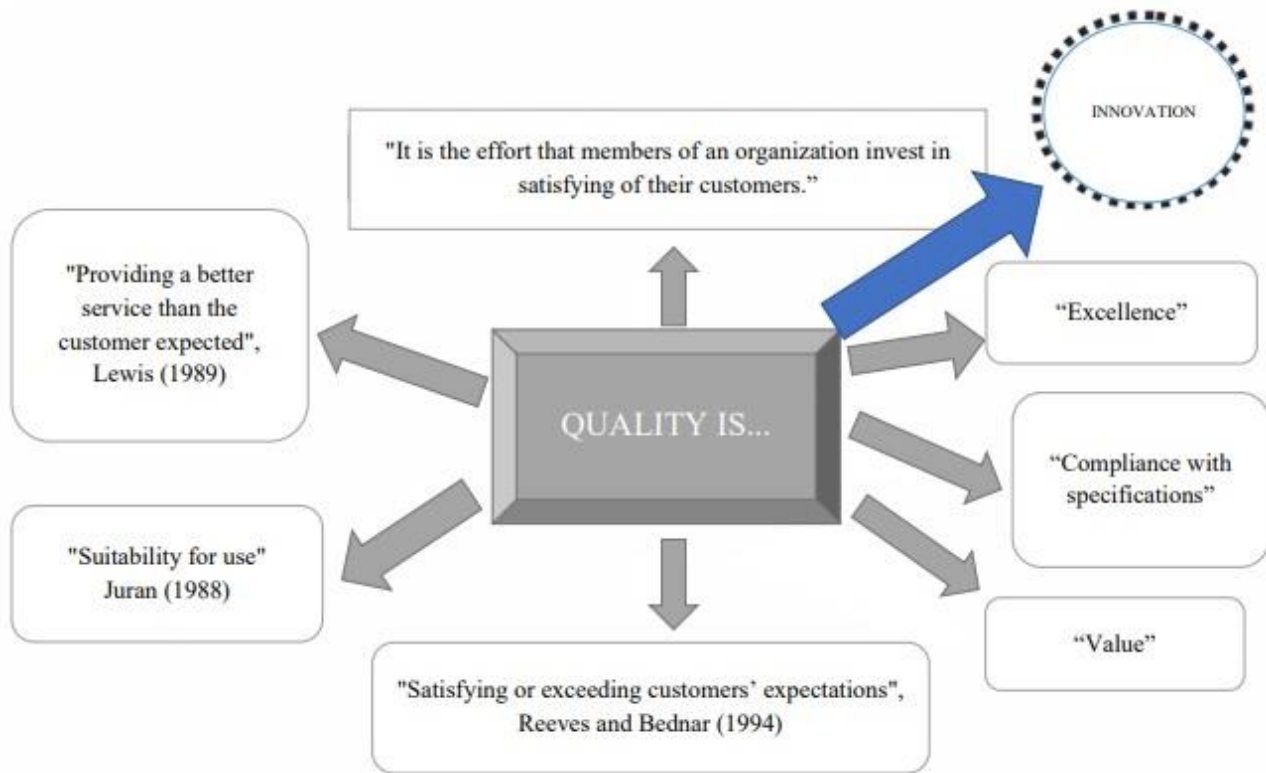 INNOVATION
"It is the effort that members of an organization invest in
satisfying of their customers.”
"Providing a better
service than the
customer expected",
Lewis (1989)
“Excellence”
QUALITY IS...
“Compliance with
specifications”
"Suitability for use"
Juran (1988)
“Value”
"Satisfying or exceeding customers’ expectations",
Reeves and Bednar (1994)